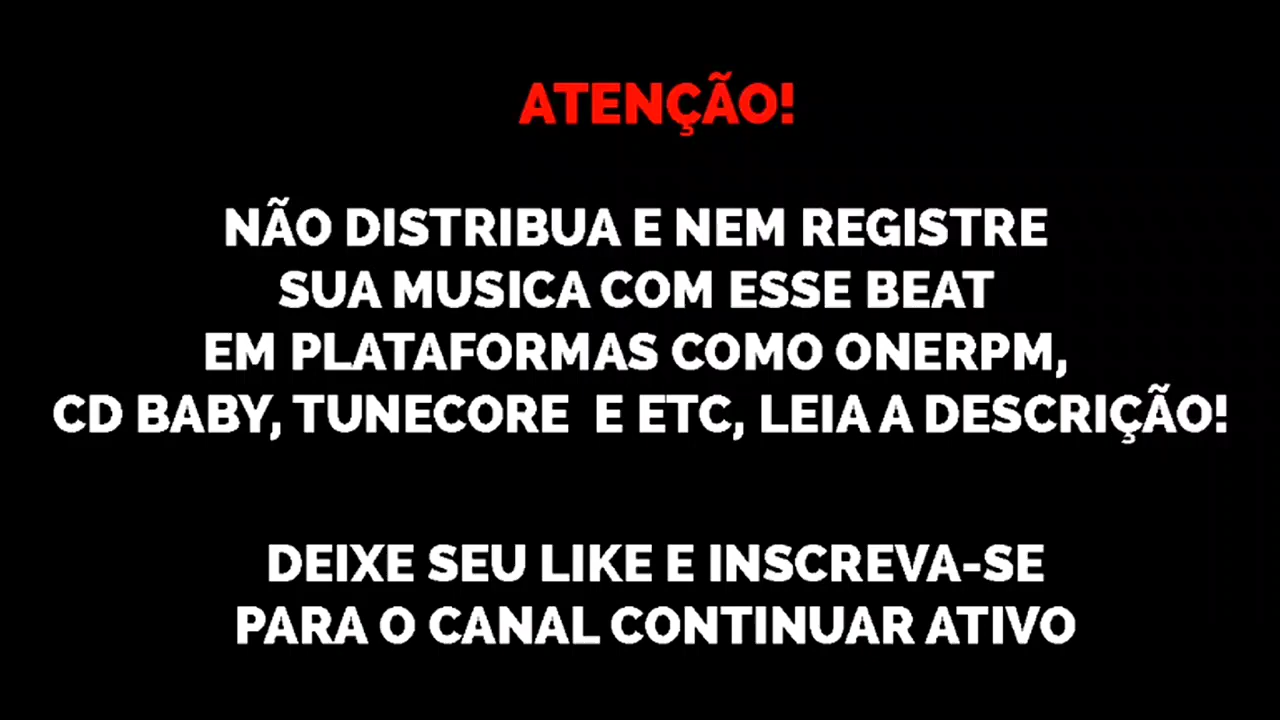 ATENÇÃO!
NÃO DISTRIBUA E NEM REGISTRE
SUA MUSICA COM ESSE BEAT
EM PLATAFORMAS COMO ONERPM,
CD BABY, TUNECORE E ETC, LEIA A DESCRIÇÃO!
DEIXE SEU LIKE E INSCREVA-SE
PARA O CANAL CONTINUAR ATIVO